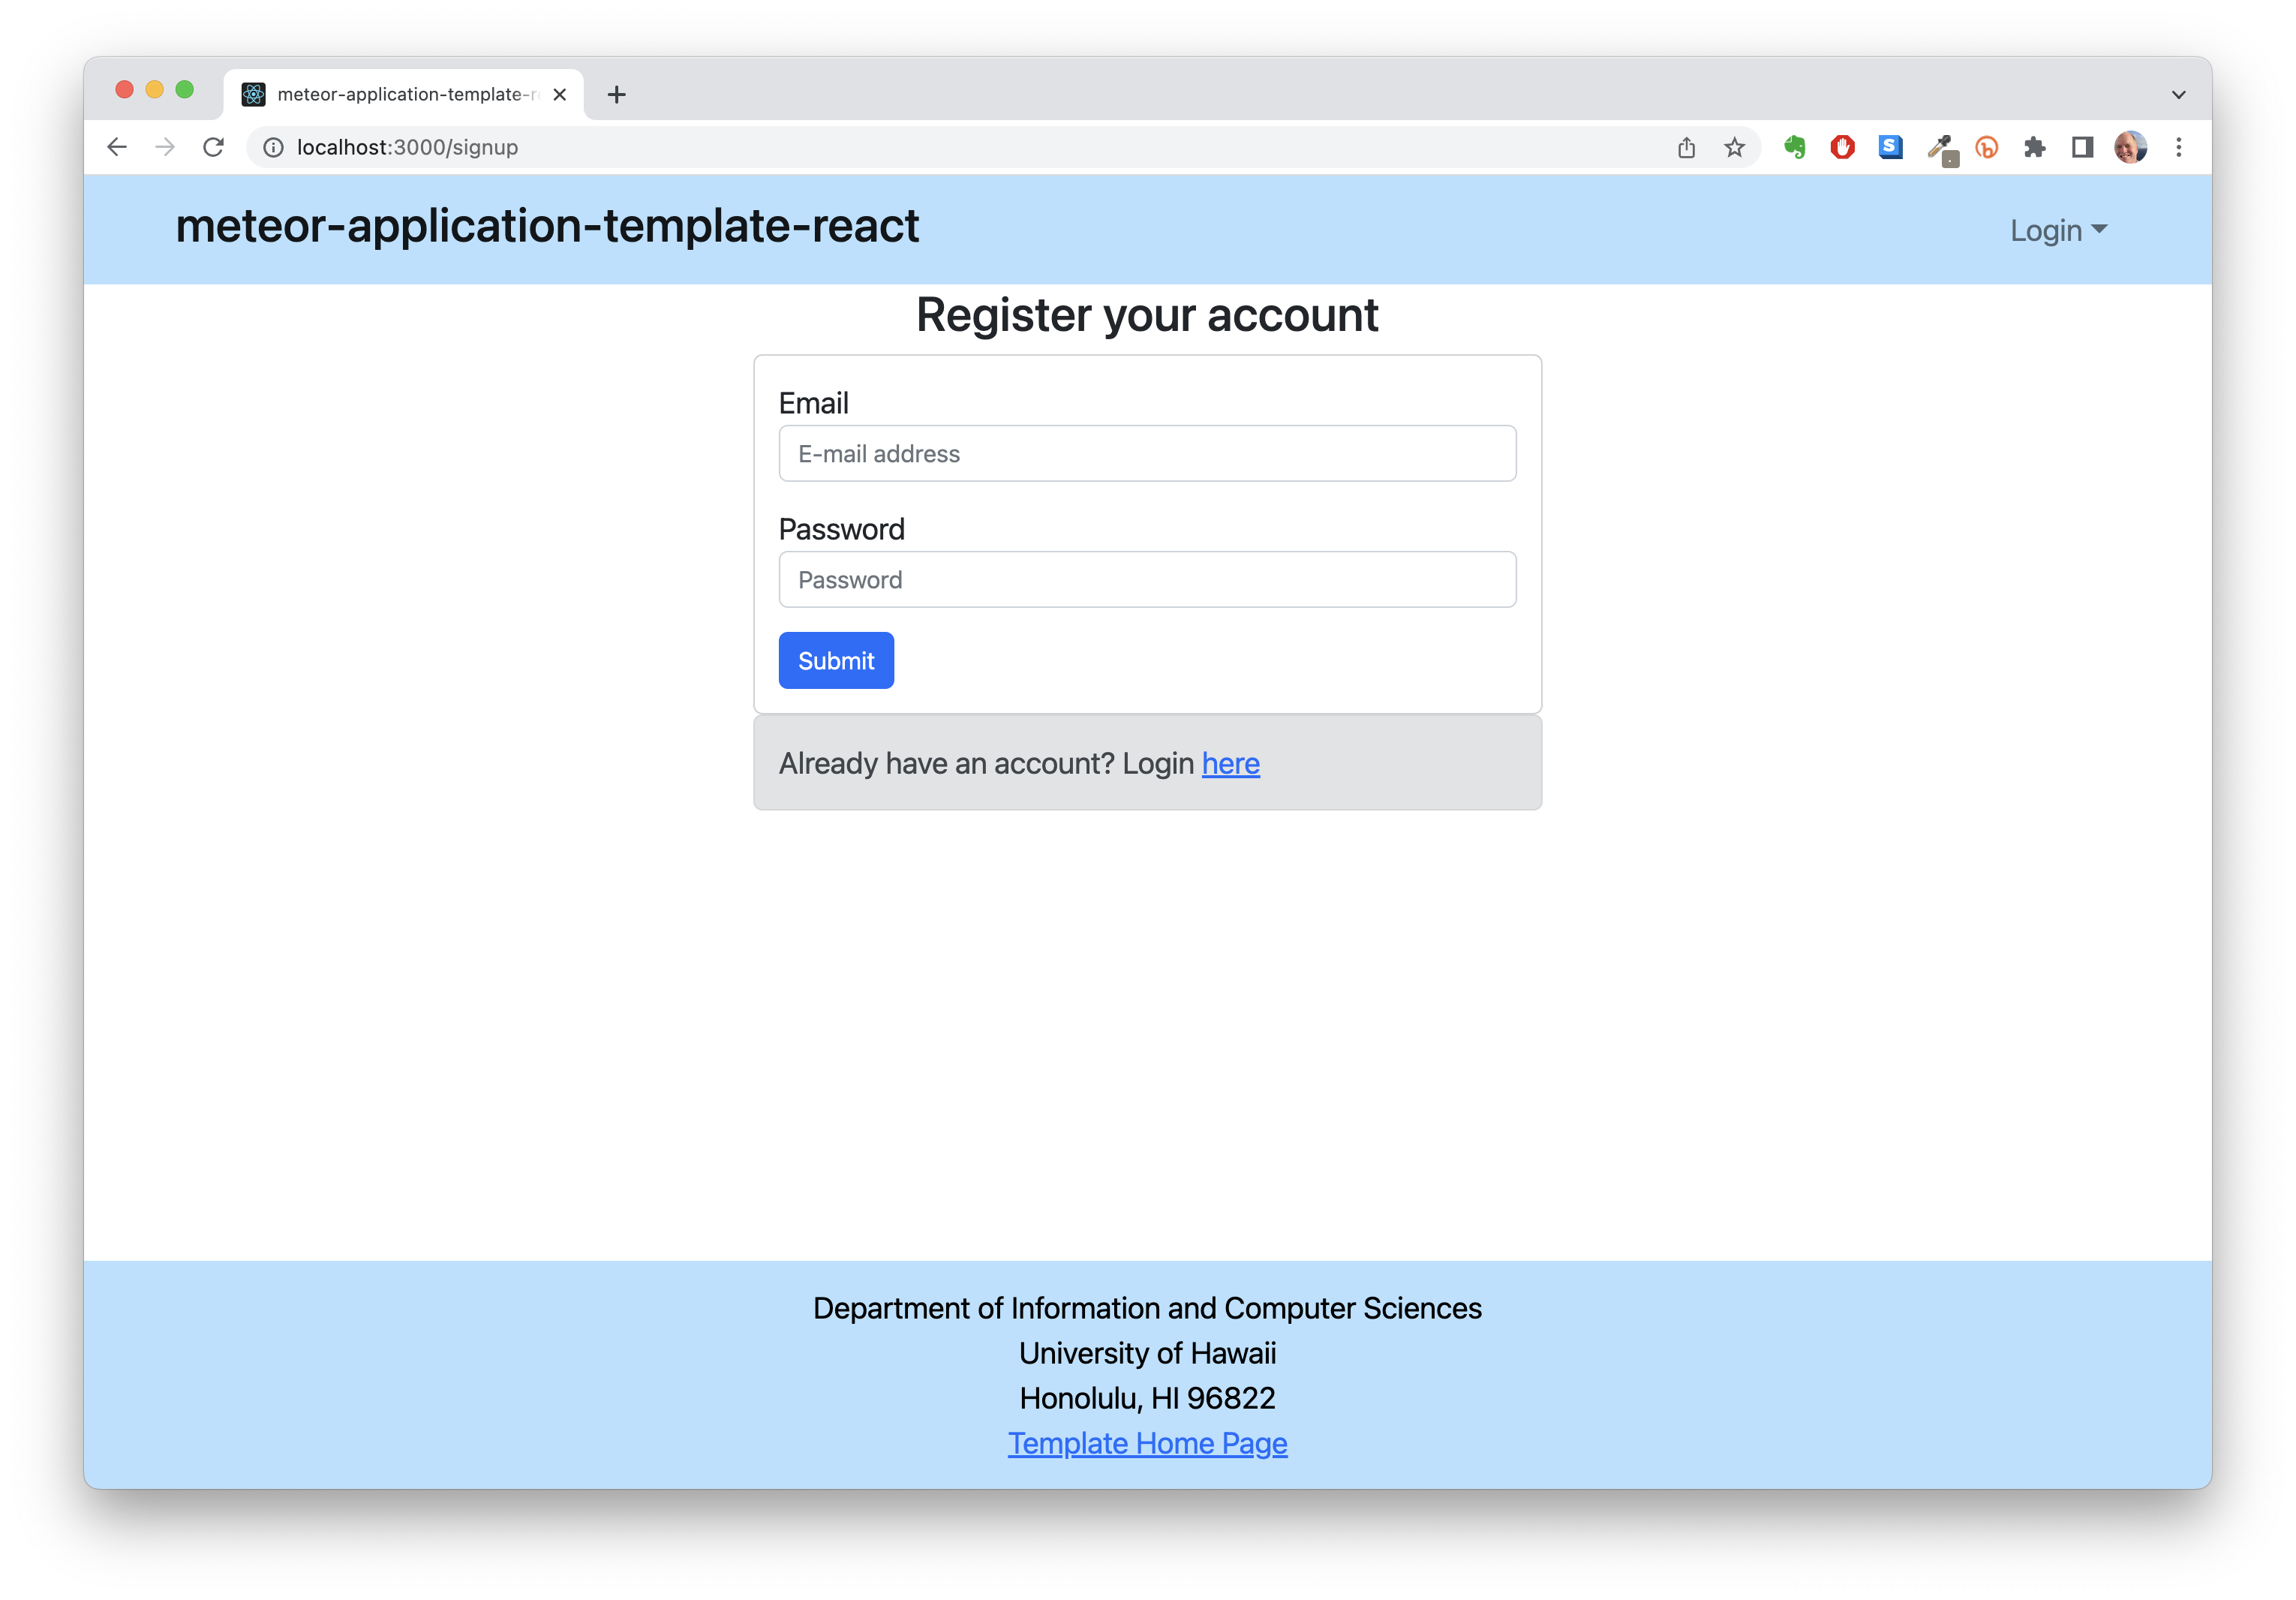 meteor-application-template-r
localhost:3000/signup
meteor-application-template-react
Login
Register your account
Email
E-mail address
Password
Password
Submit
Already have an account? Login here
Department of Information and Computer Sciences
University of Hawaii
Honolulu, HI 96822
Template Home Page